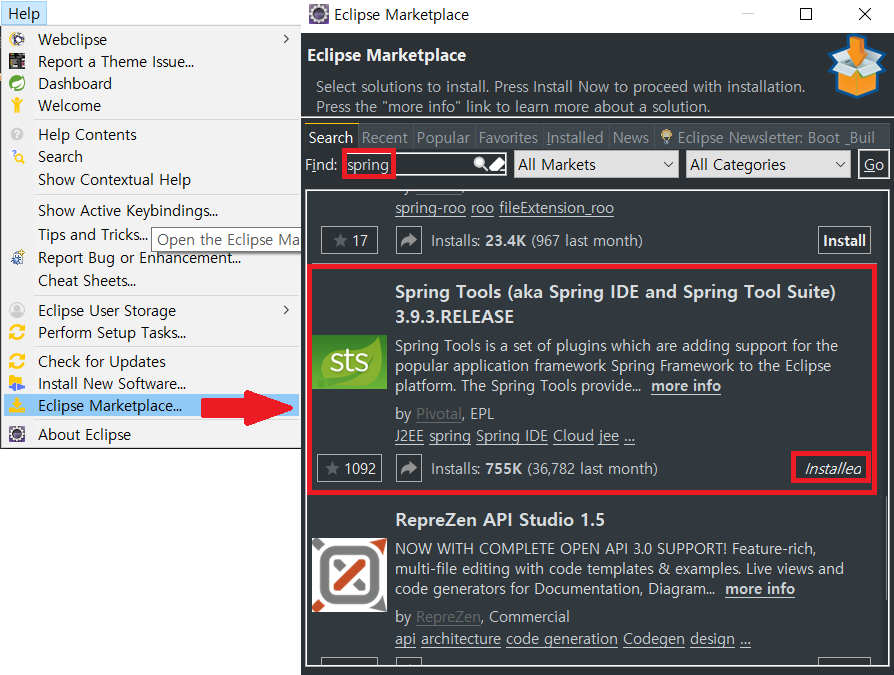 Help
Webclipse
Report a Theme Issue...
Dashboard
Welcome
Help Contents
Search
Show Contextual Help
Show Active Keybindings...
Tips and Tricks...
Open the Eclipse Ma
Report Bug or Enhancement...
Cheat Sheets...
Eclipse User Storage
Perform Setup Tasks...
Check for Updates
Install New Software...
Eclipse Marketplace...
About Eclipse
Eclipse Marketplace
Eclipse Marketplace
Select solutions to install. Press Install Now to proceed with installation.
Press the "more info" link to learn more about a solution.
Search Recent Popular Favorites Installed News Eclipse Newsletter: Boot _Buil
Find: spring All Markets All Categories Go
spring-roo roo fileExtension_roo
17 Installs: 23.4K (967 last month) Install
Spring Tools (aka Spring IDE and Spring Tool Suite)
3.9.3.RELEASE
sts
Spring Tools is a set of plugins which are adding support for the
popular application framework Spring Framework to the Eclipse
platform. The Spring Tools provide... more info
by Pivotal, EPL
J2EE spring Spring IDE Cloud jee ...
1092 Installs: 755K (36,782 last month) Installed
RepreZen API Studio 1.5
NOW WITH COMPLETE OPEN API 3.0 SUPPORT! Feature-rich,
multi-file editing with code templates & examples. Live views and
code generators for Documentation, Diagram... more info
by RepreZen, Commercial
api architecture code generation Codegen design ...